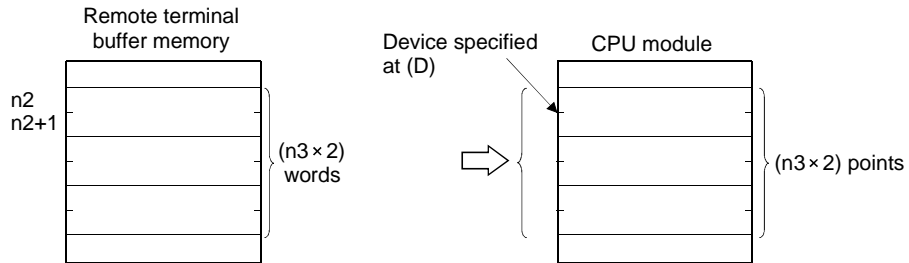 Remote terminal
buffer memory
n2
n2+1
(n3 × 2)
words
Device specified
at (D)
CPU module
(n3 × 2) points